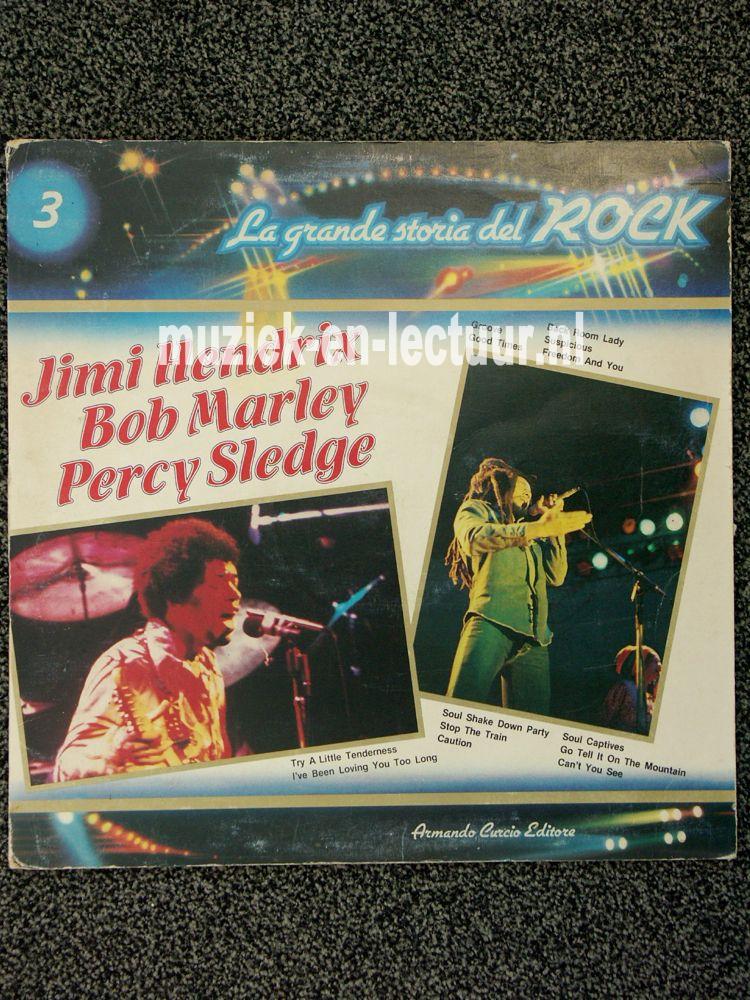 3
La grande storia del ROCK
muziek-en-lectuur.nl
Jimi Hendrix
Bob Marley
Percy Sledge
Groove
Good Times
Back Room Lady
Suspicious
Freedom And You
Try A Little Tenderness
I've Been Loving You Too Long
Soul Shake Down Party
Stop The Train
Caution
Soul Captives
Go Tell It On The Mountain
Can't You See
Armando Curcio Editore